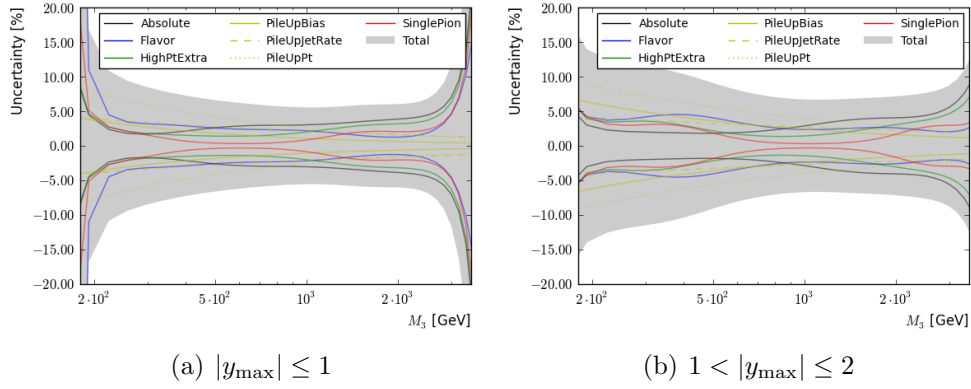 Uncertainty [%]
20.00
15.00
10.00
5.00
0.00
−5.00
−10.00
−15.00
−20.00
Absolute PileUpBias SinglePion
Flavor PileUpJetRate Total
HighPtExtra PileUpPt
2·10² 5·10² 10³ 2·10³
M₃ [GeV]
(a) |y_max| ≤ 1
Uncertainty [%]
20.00
15.00
10.00
5.00
0.00
−5.00
−10.00
−15.00
−20.00
Absolute PileUpBias SinglePion
Flavor PileUpJetRate Total
HighPtExtra PileUpPt
2·10² 5·10² 10³ 2·10³
M₃ [GeV]
(b) 1 < |y_max| ≤ 2